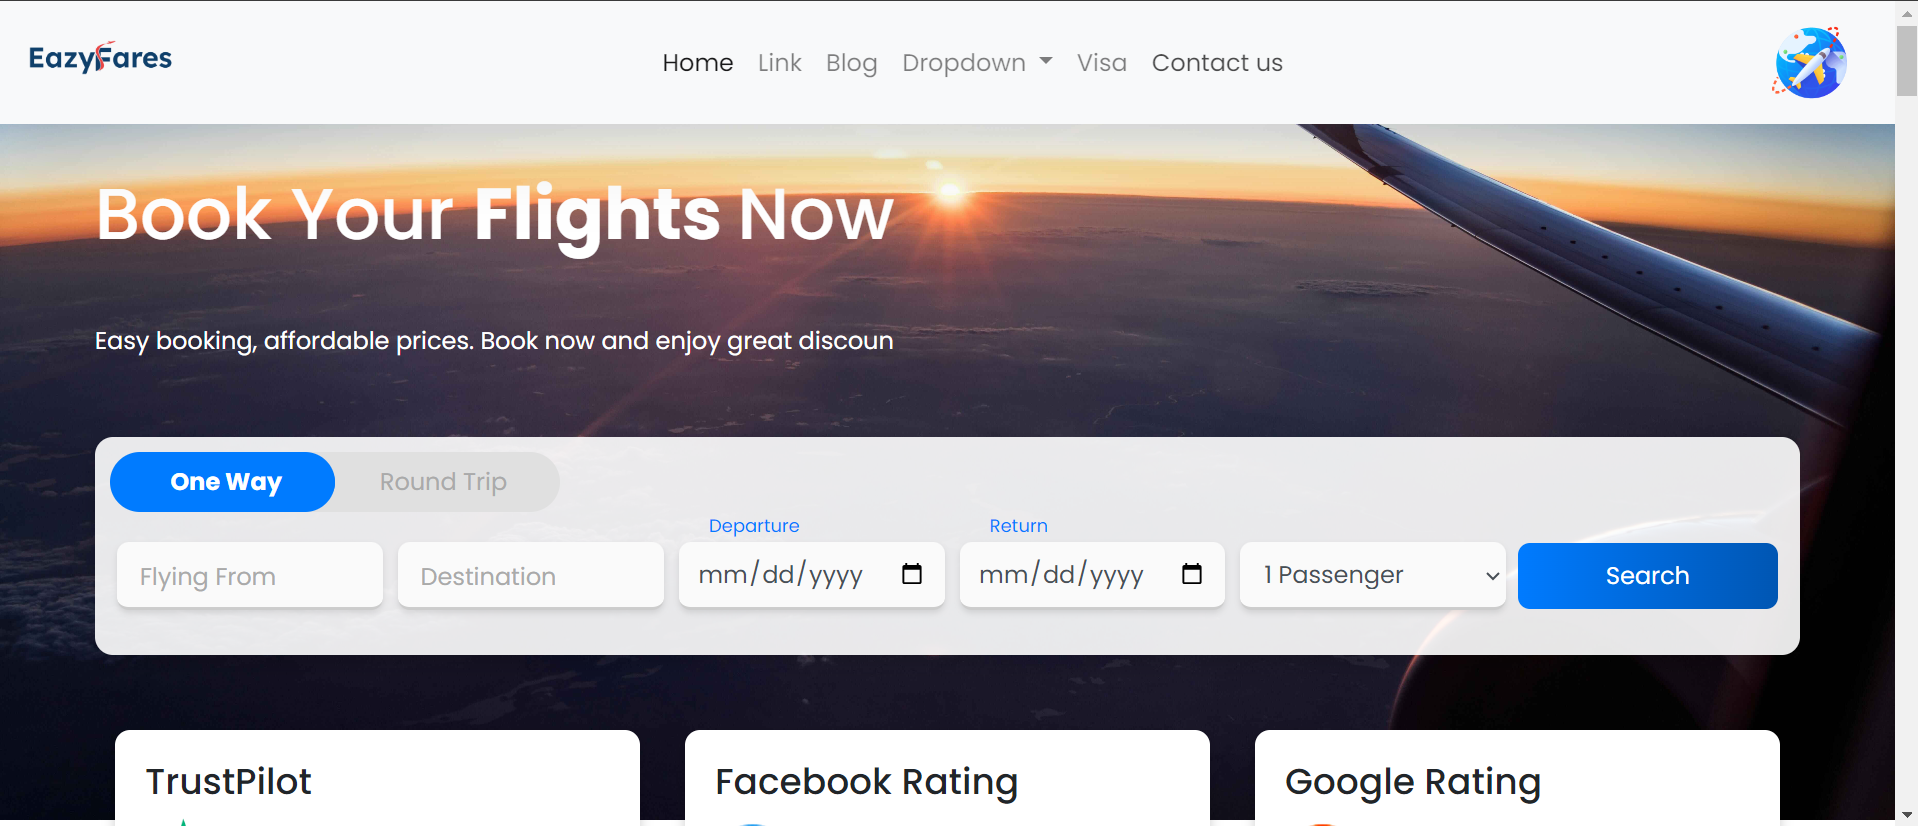 EazyFares
Home Link Blog Dropdown Visa Contact us
Book Your Flights Now
Easy booking, affordable prices. Book now and enjoy great discoun
One Way Round Trip
Departure Return
Flying From Destination mm/dd/yyyy mm/dd/yyyy 1 Passenger Search
TrustPilot Facebook Rating Google Rating